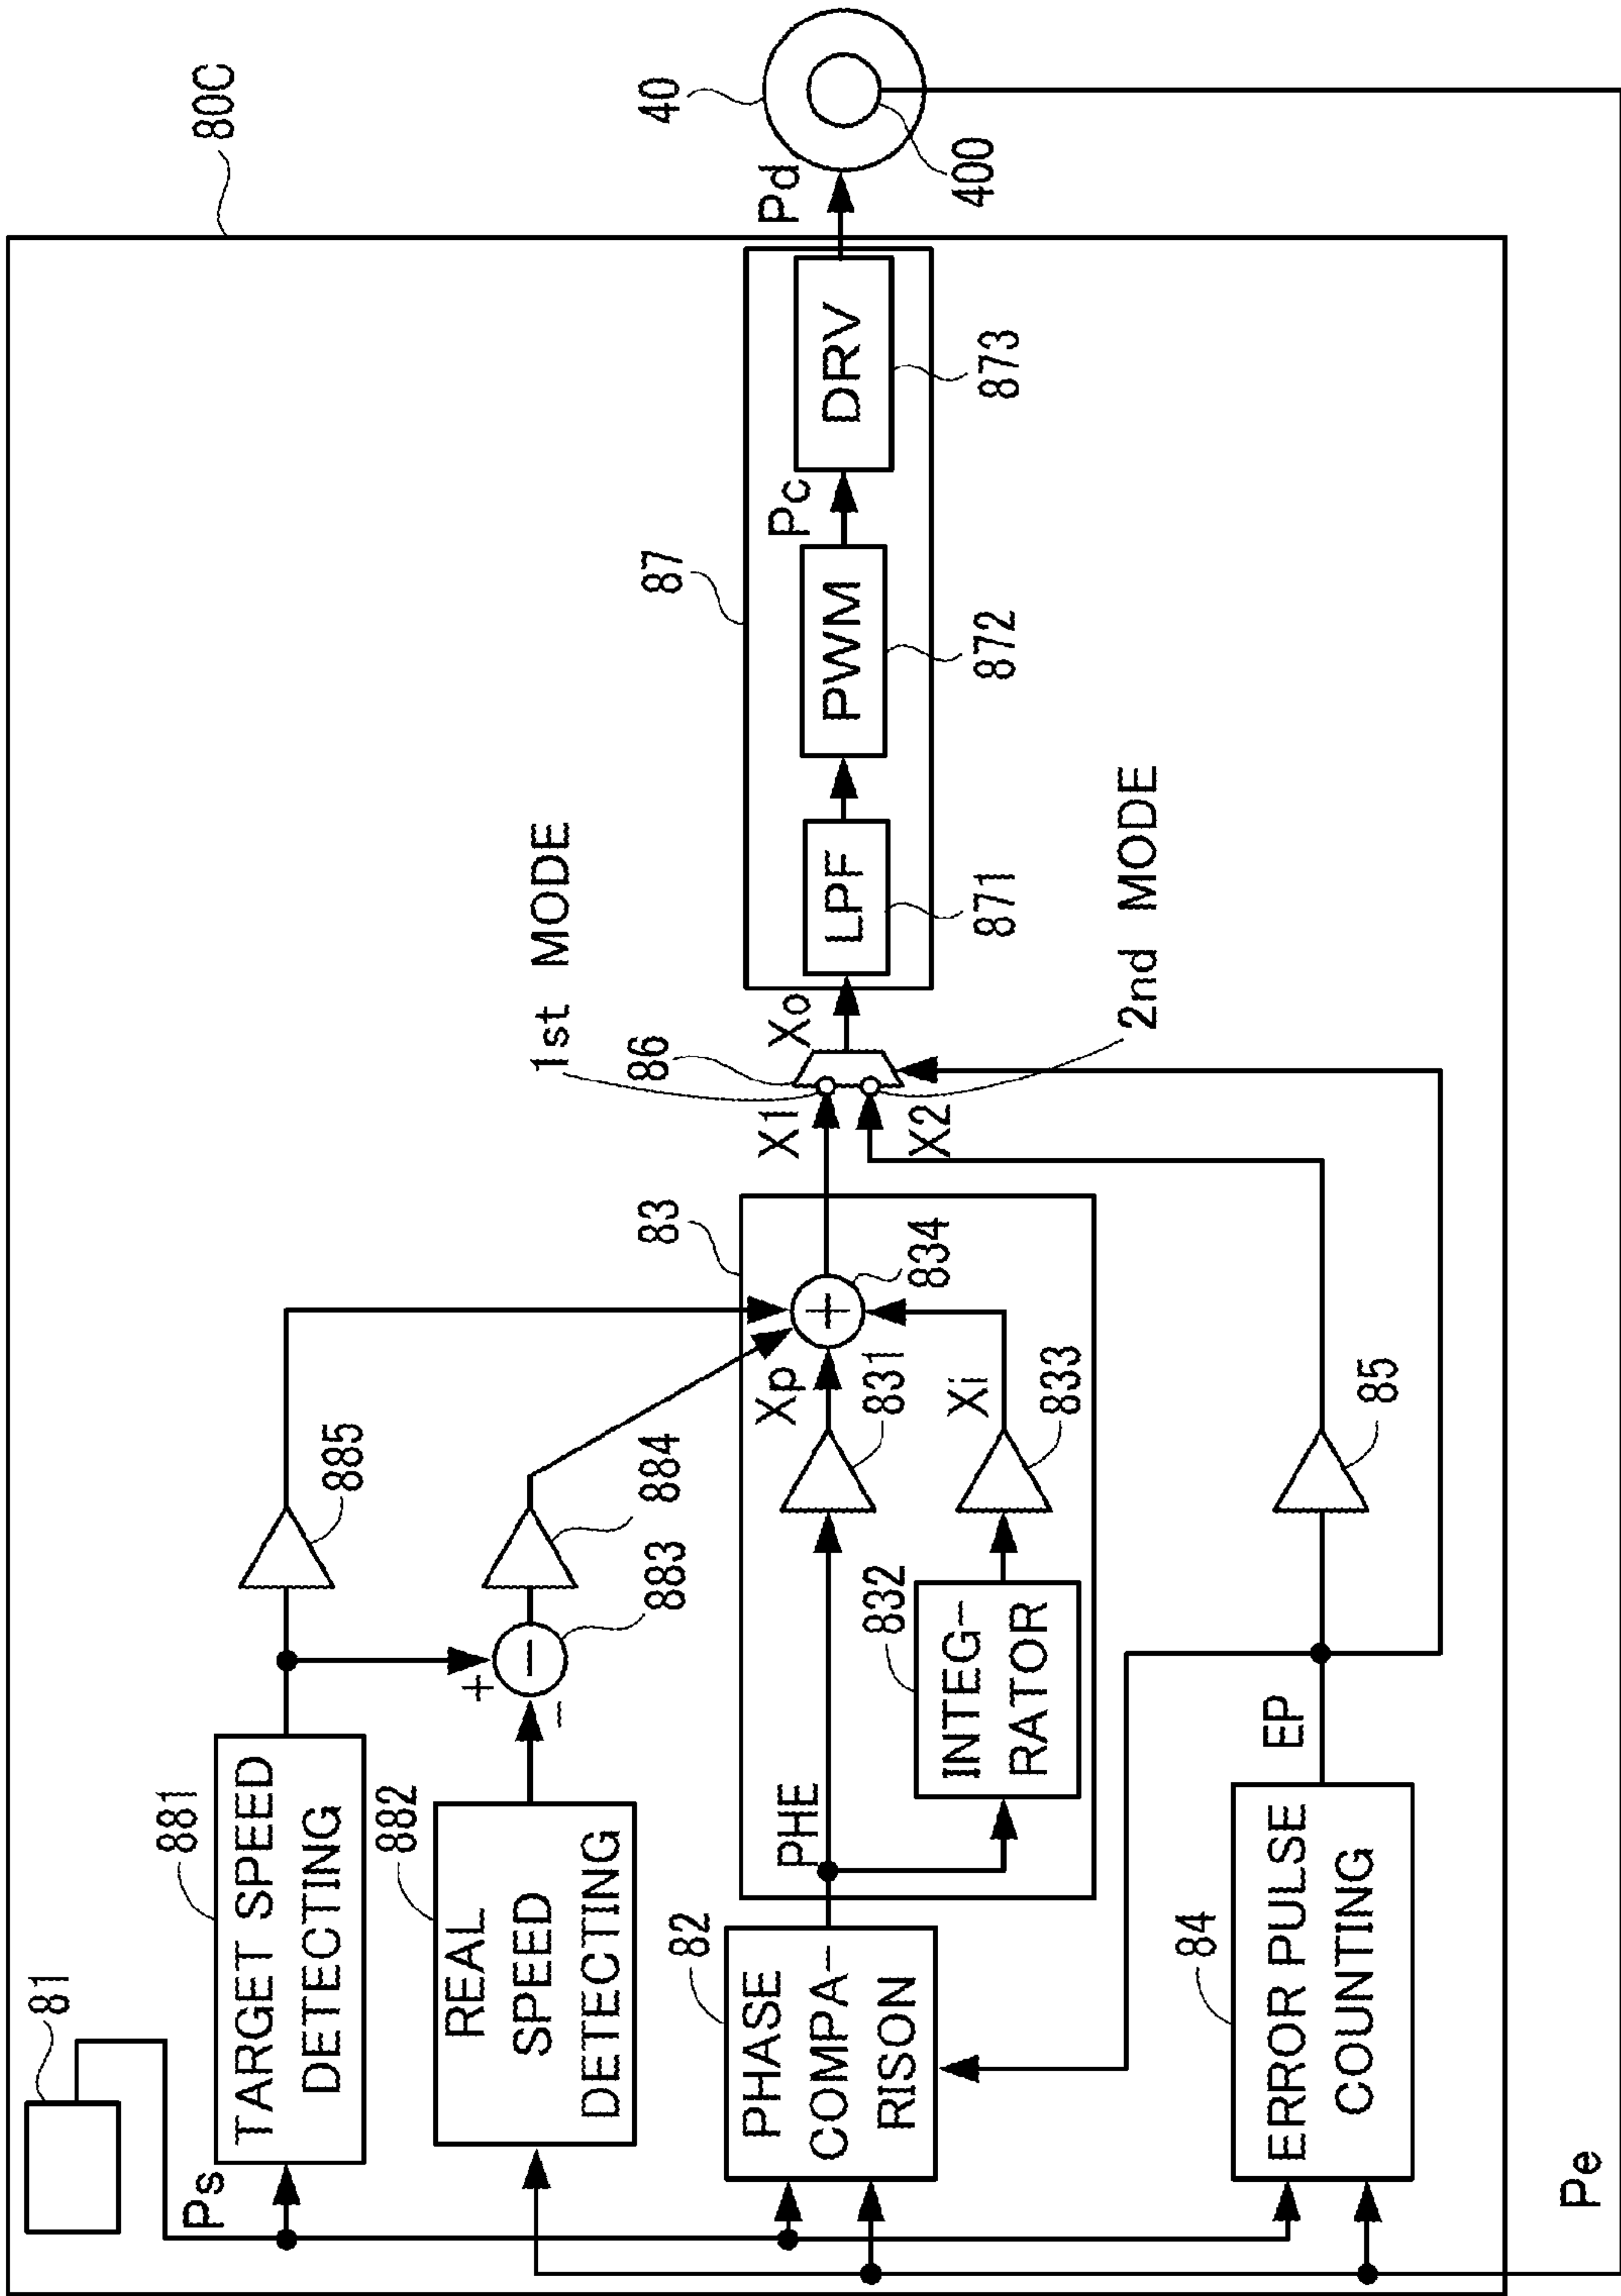 80C
81
Ps
881
TARGET SPEED
DETECTING
885
882
REAL
SPEED
DETECTING
+
−
−
883
884
82
PHASE
COMPA-
RISON
PHE
83
Xp
831
+
834
832
INTEG-
RATOR
Xi
833
84
ERROR PULSE
COUNTING
EP
85
X1
X2
86
1st MODE
2nd MODE
Xo
87
LPF
871
PWM
872
Pc
DRV
873
Pd
40
400
Pe